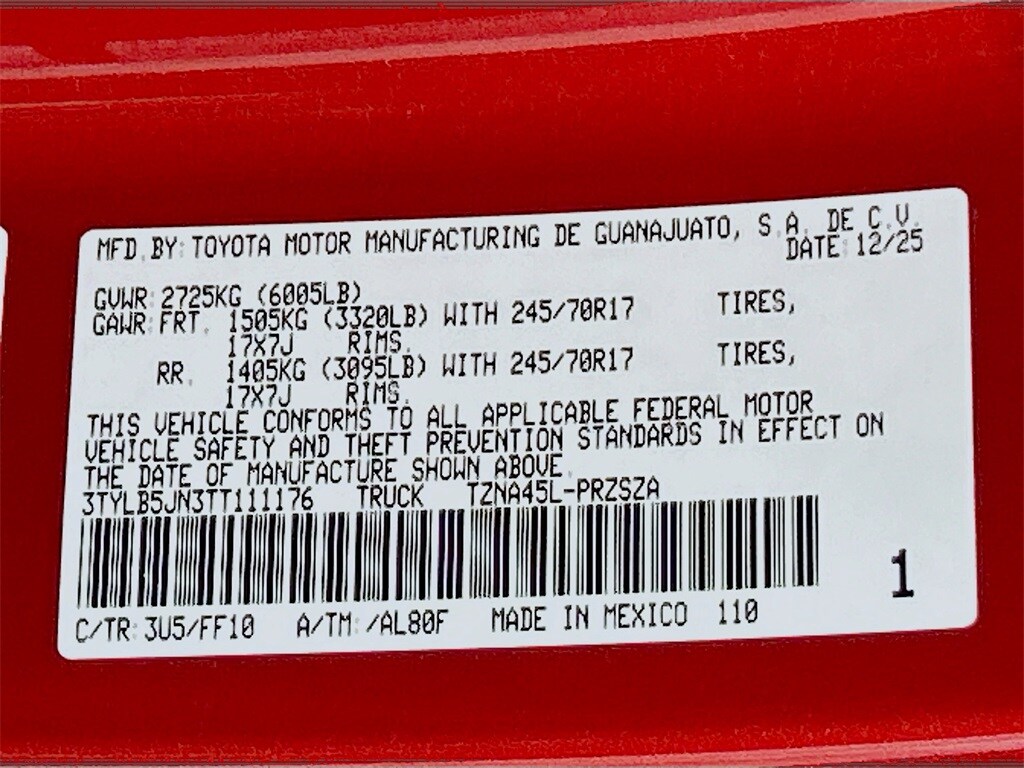 MFD. BY: TOYOTA MOTOR MANUFACTURING DE GUANAJUATO, S.A. DE C.V.
DATE: 12/25
GVWR: 2725KG (6005LB)
GAWR: FRT. 1505KG (3320LB) WITH 245/70R17 TIRES,
17X7J RIMS.
RR. 1405KG (3095LB) WITH 245/70R17 TIRES,
17X7J RIMS.
THIS VEHICLE CONFORMS TO ALL APPLICABLE FEDERAL MOTOR
VEHICLE SAFETY AND THEFT PREVENTION STANDARDS IN EFFECT ON
THE DATE OF MANUFACTURE SHOWN ABOVE.
3TYLB5JN3TT111176 TRUCK TZNA45L-PRZSZA
1
C/TR: 3U5/FF10 A/TM: /AL80F MADE IN MEXICO 110